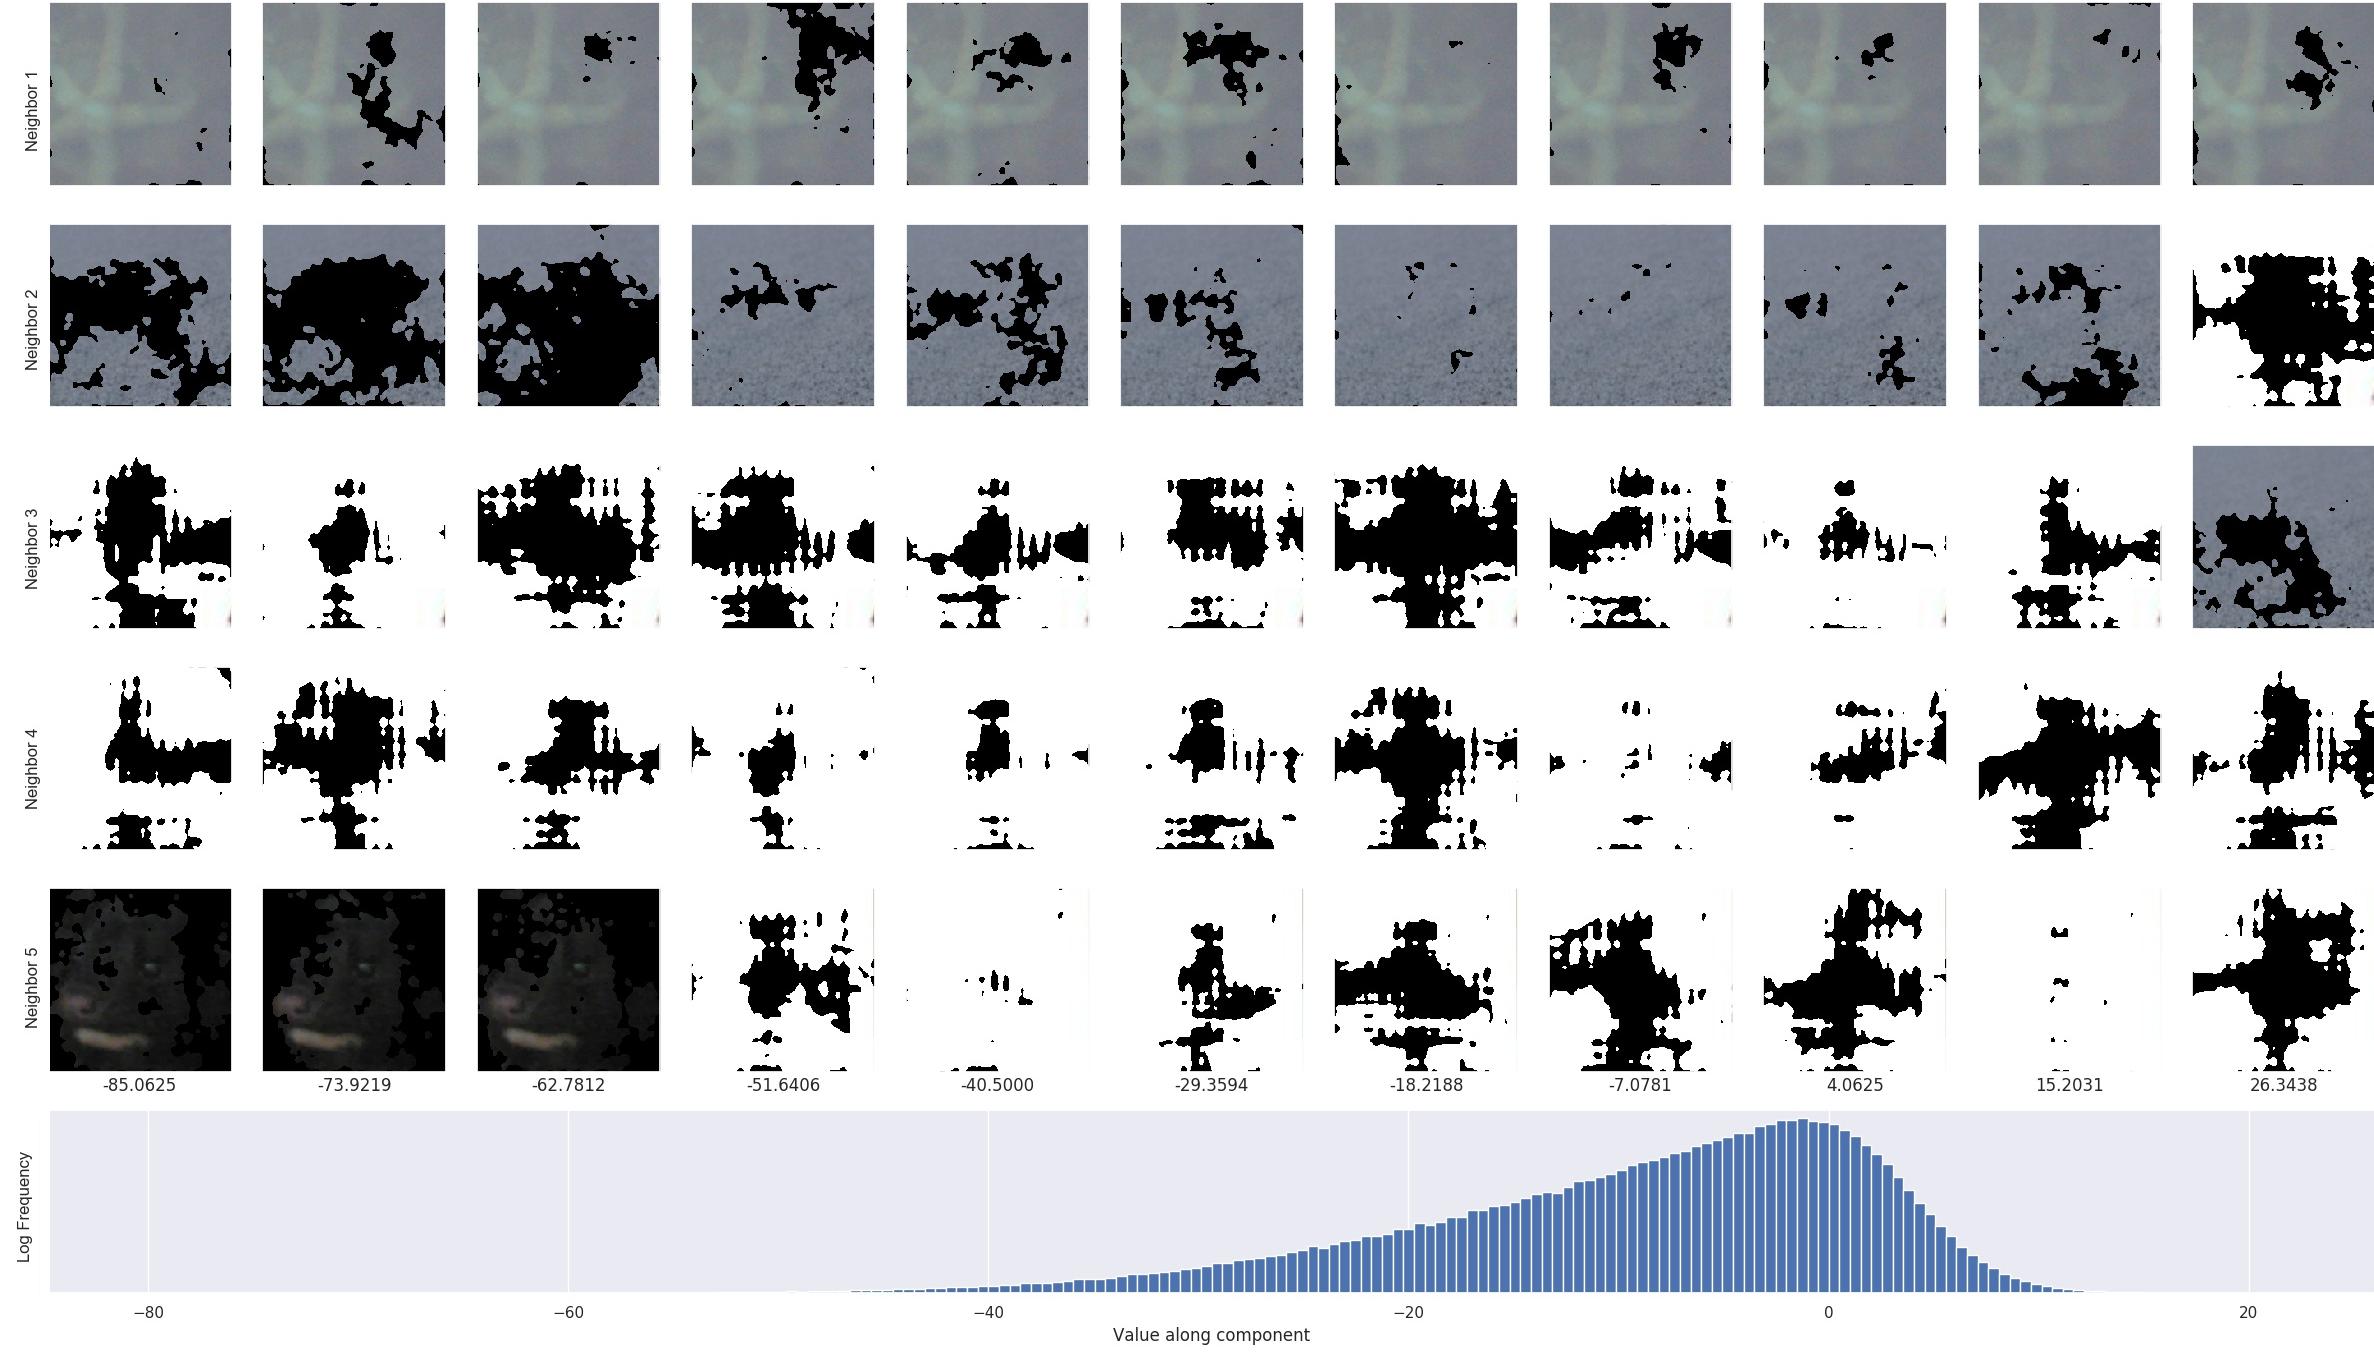 Neighbor 1
Neighbor 2
Neighbor 3
Neighbor 4
Neighbor 5
-85.0625 -73.9219 -62.7812 -51.6406 -40.5000 -29.3594 -18.2188 -7.0781 4.0625 15.2031 26.3438
Log Frequency
−80 −60 −40 −20 0 20
Value along component